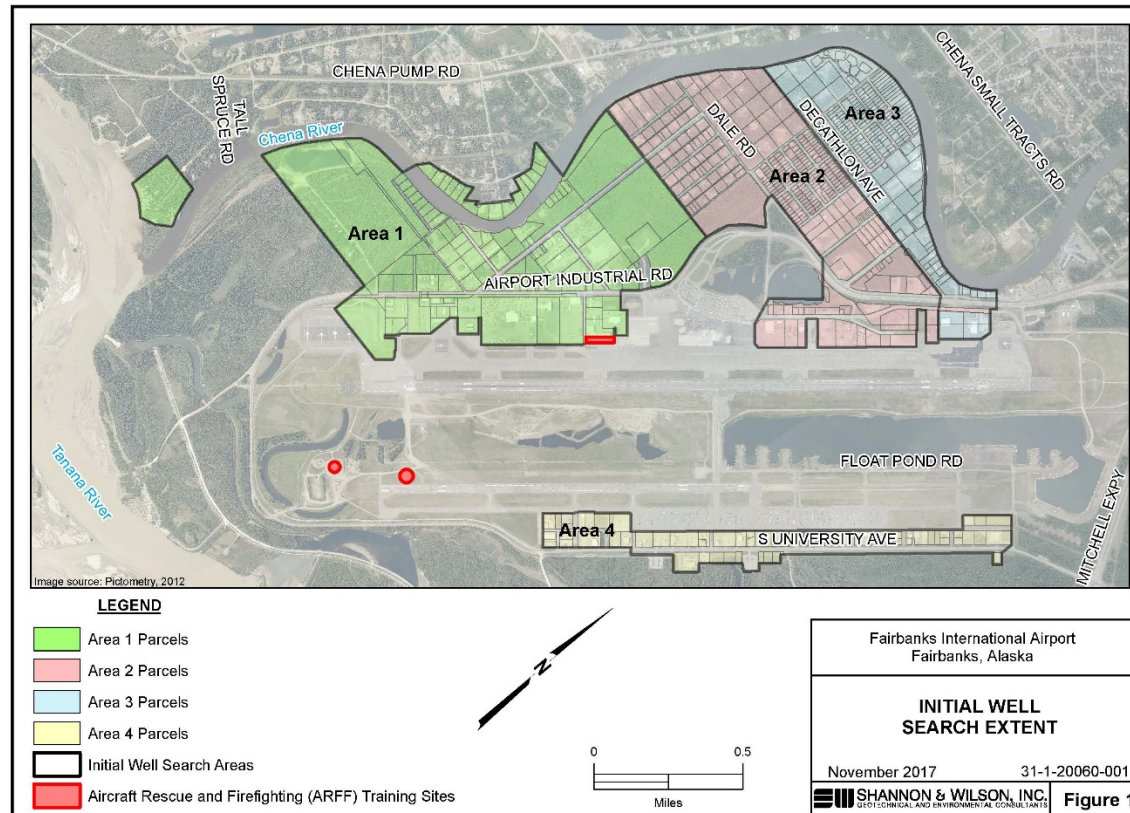 CHENA PUMP RD
TALL
SPRUCE RD
Chena River
CHENA SMALL TRACTS RD
DALE RD
DECATHLON AVE
Area 3
Area 2
Area 1
AIRPORT INDUSTRIAL RD
Tanana River
FLOAT POND RD
Area 4
S UNIVERSITY AVE
MITCHELL EXPY
Image source: Pictometry, 2012
LEGEND
Area 1 Parcels
Area 2 Parcels
Area 3 Parcels
Area 4 Parcels
Initial Well Search Areas
Aircraft Rescue and Firefighting (ARFF) Training Sites
N
0 0.5
Miles
Fairbanks International Airport
Fairbanks, Alaska
INITIAL WELL
SEARCH EXTENT
November 2017 31-1-20060-001
SHANNON & WILSON, INC.
GEOTECHNICAL AND ENVIRONMENTAL CONSULTANTS
Figure 1